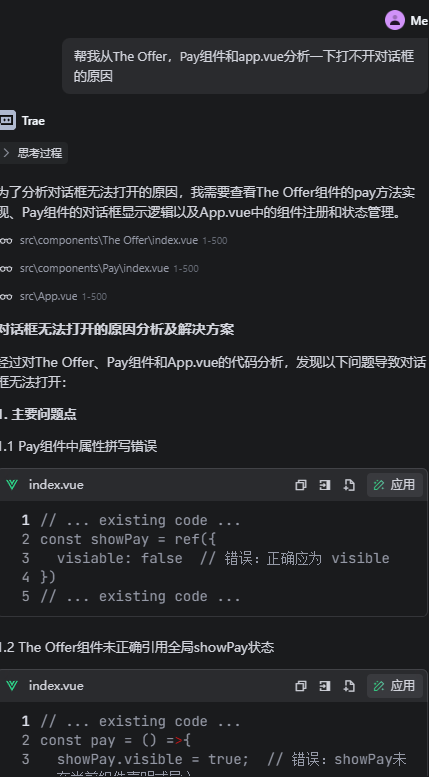 Me
帮我从The Offer，Pay组件和app.vue分析一下打不开对话框
的原因
Trae
思考过程
为了分析对话框无法打开的原因，我需要查看The Offer组件的pay方法实
现、Pay组件的对话框显示逻辑以及App.vue中的组件注册和状态管理。
src\components\The Offer\index.vue 1-500
src\components\Pay\index.vue 1-500
src\App.vue 1-500
对话框无法打开的原因分析及解决方案
经过对The Offer、Pay组件和App.vue的代码分析，发现以下问题导致对话
框无法打开：
1. 主要问题点
1.1 Pay组件中属性拼写错误
index.vue 应用
1 // ... existing code ...
2 const showPay = ref({
3   visiable: false  // 错误：正确应为 visible
4 })
5 // ... existing code ...
1.2 The Offer组件未正确引用全局showPay状态
index.vue 应用
1 // ... existing code ...
2 const pay = () =>{
3   showPay.visible = true;  // 错误：showPay未